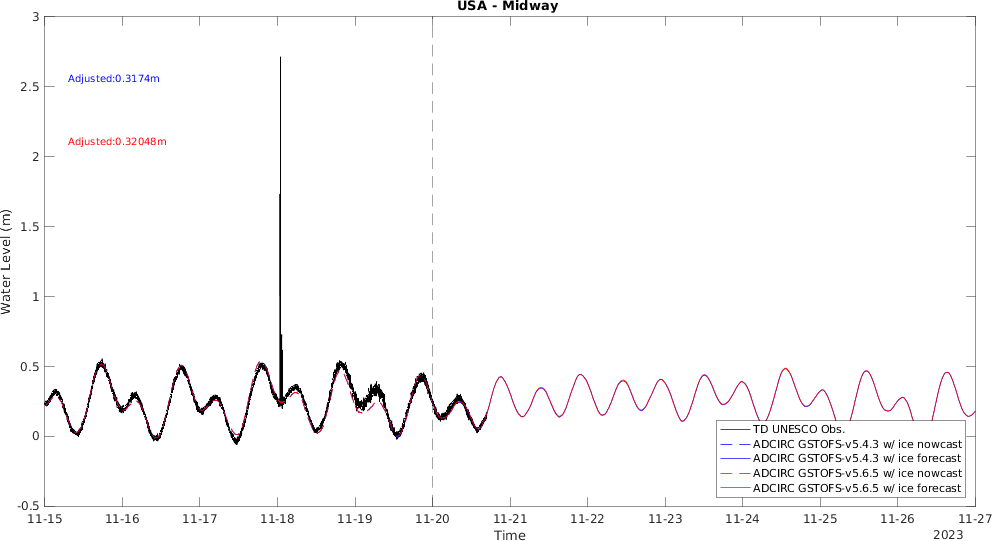 USA - Midway
3
2.5
2
1.5
1
0.5
0
-0.5
Water Level (m)
Adjusted:0.3174m
Adjusted:0.32048m
TD UNESCO Obs.
ADCIRC GSTOFS-v5.4.3 w/ ice nowcast
ADCIRC GSTOFS-v5.4.3 w/ ice forecast
ADCIRC GSTOFS-v5.6.5 w/ ice nowcast
ADCIRC GSTOFS-v5.6.5 w/ ice forecast
11-15 11-16 11-17 11-18 11-19 11-20 11-21 11-22 11-23 11-24 11-25 11-26 11-27
Time
2023